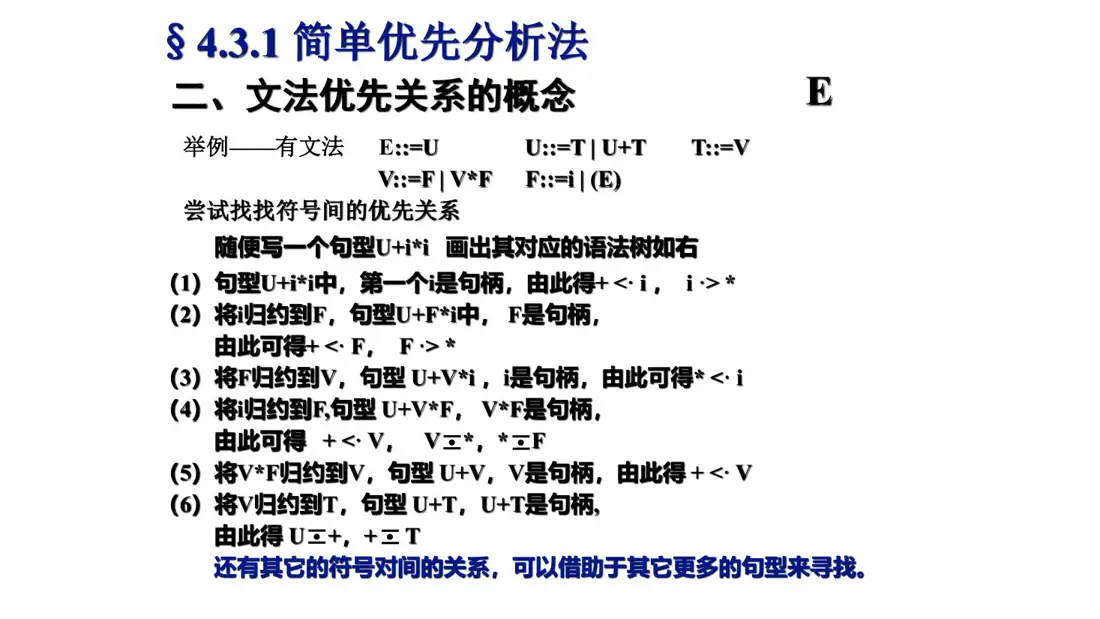 §4.3.1 简单优先分析法
二、文法优先关系的概念 E
举例——有文法 E::=U U::=T | U+T T::=V
V::=F | V*F F::=i | (E)
尝试找找符号间的优先关系
随便写一个句型U+i*i 画出其对应的语法树如右
(1) 句型U+i*i中，第一个i是句柄，由此得+ <· i ， i ·> *
(2) 将i归约到F，句型U+F*i中， F是句柄，
由此可得+ <· F， F ·> *
(3) 将F归约到V，句型 U+V*i ，i是句柄，由此可得* <· i
(4) 将i归约到F,句型 U+V*F， V*F是句柄，
由此可得 + <· V， V⩱*，*⩱F
(5) 将V*F归约到V，句型 U+V，V是句柄，由此得 + <· V
(6) 将V归约到T，句型 U+T，U+T是句柄,
由此得 U⩱+，+⩱ T
还有其它的符号对间的关系，可以借助于其它更多的句型来寻找。